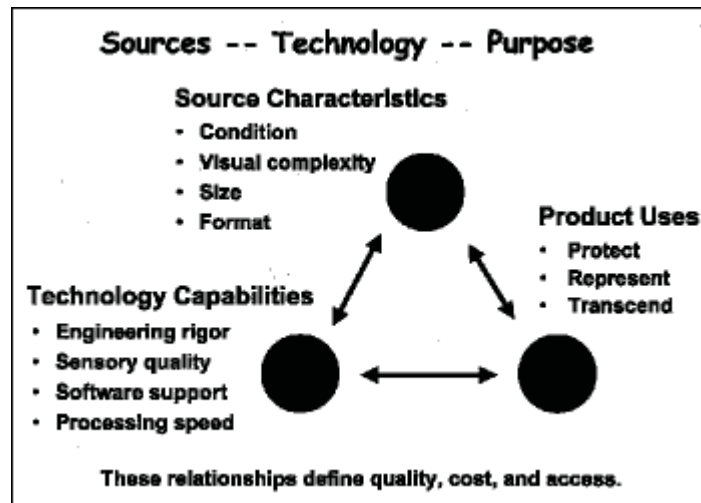 Sources -- Technology -- Purpose
Source Characteristics
• Condition
• Visual complexity
• Size
• Format
Product Uses
• Protect
• Represent
• Transcend
Technology Capabilities
• Engineering rigor
• Sensory quality
• Software support
• Processing speed
These relationships define quality, cost, and access.